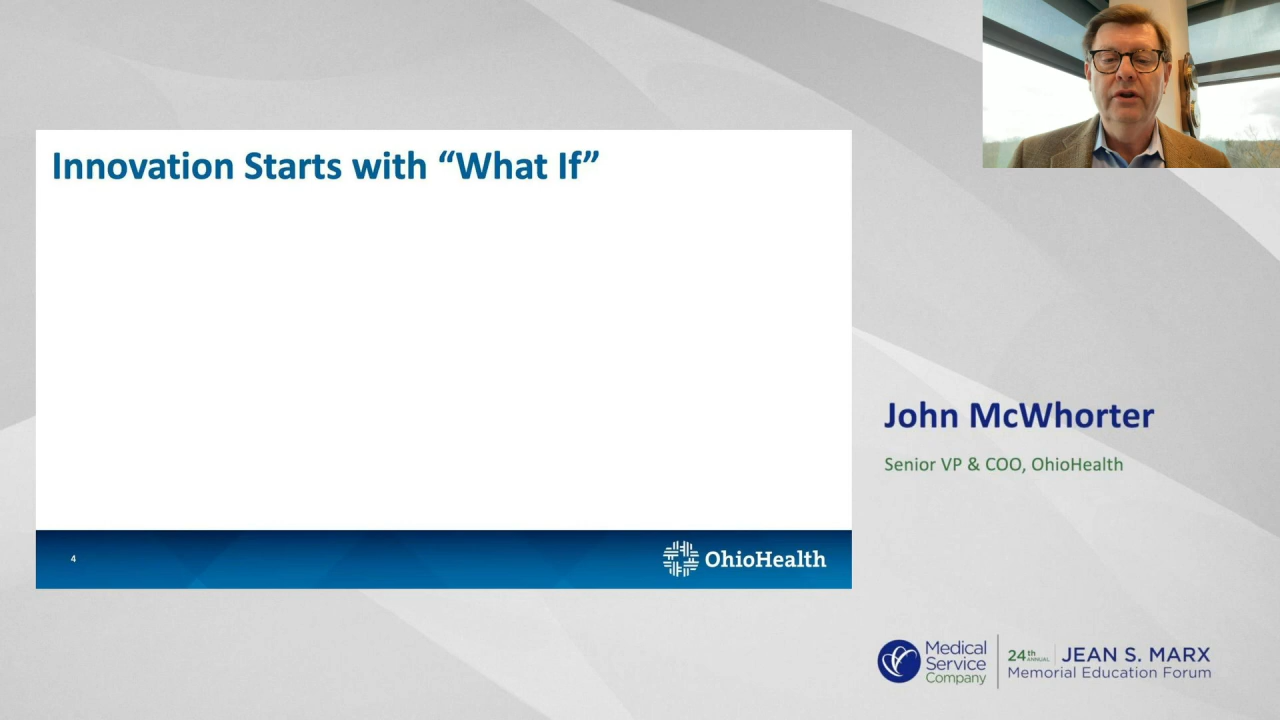 Innovation Starts with “What If”
4
OhioHealth
John McWhorter
Senior VP & COO, OhioHealth
Medical
Service
Company
24th ANNUAL
JEAN S. MARX
Memorial Education Forum